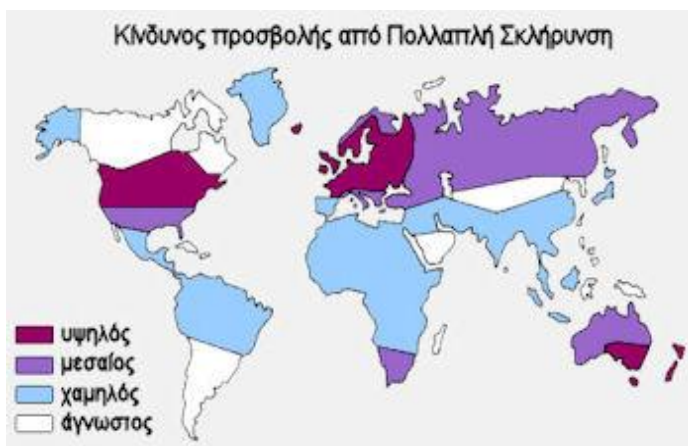 Κίνδυνος προσβολής από Πολλαπλή Σκλήρυνση
υψηλός
μεσαίος
χαμηλός
άγνωστος